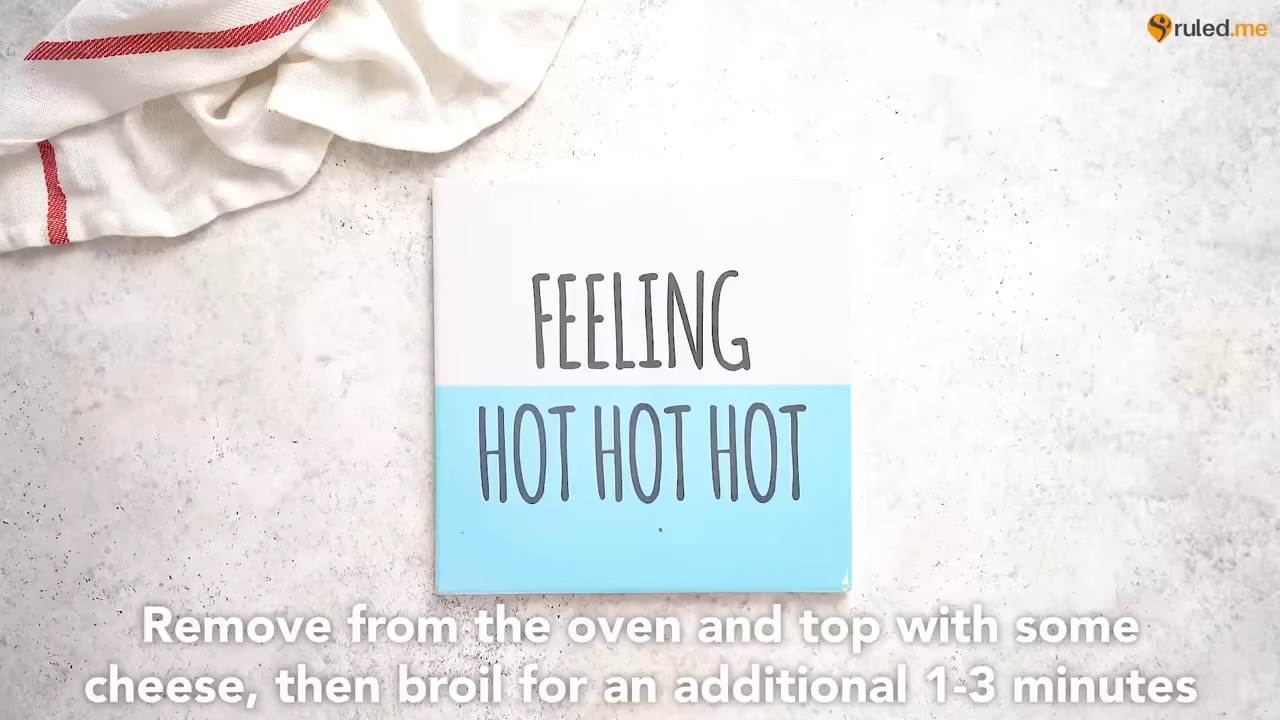 ruled.me
FEELING
HOT HOT HOT
Remove from the oven and top with some
cheese, then broil for an additional 1-3 minutes